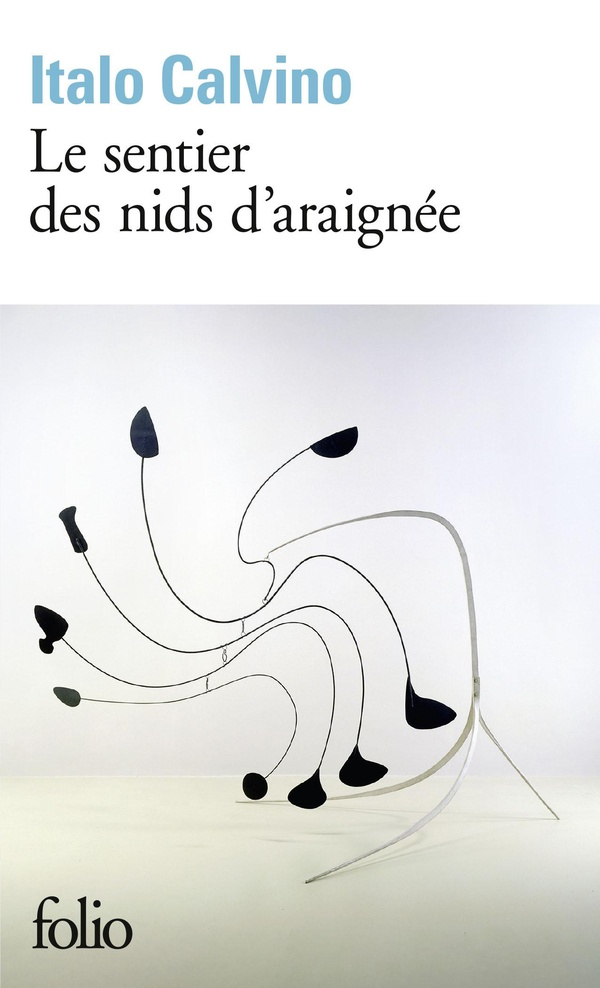 Italo Calvino
Le sentier
des nids d’araignée
folio